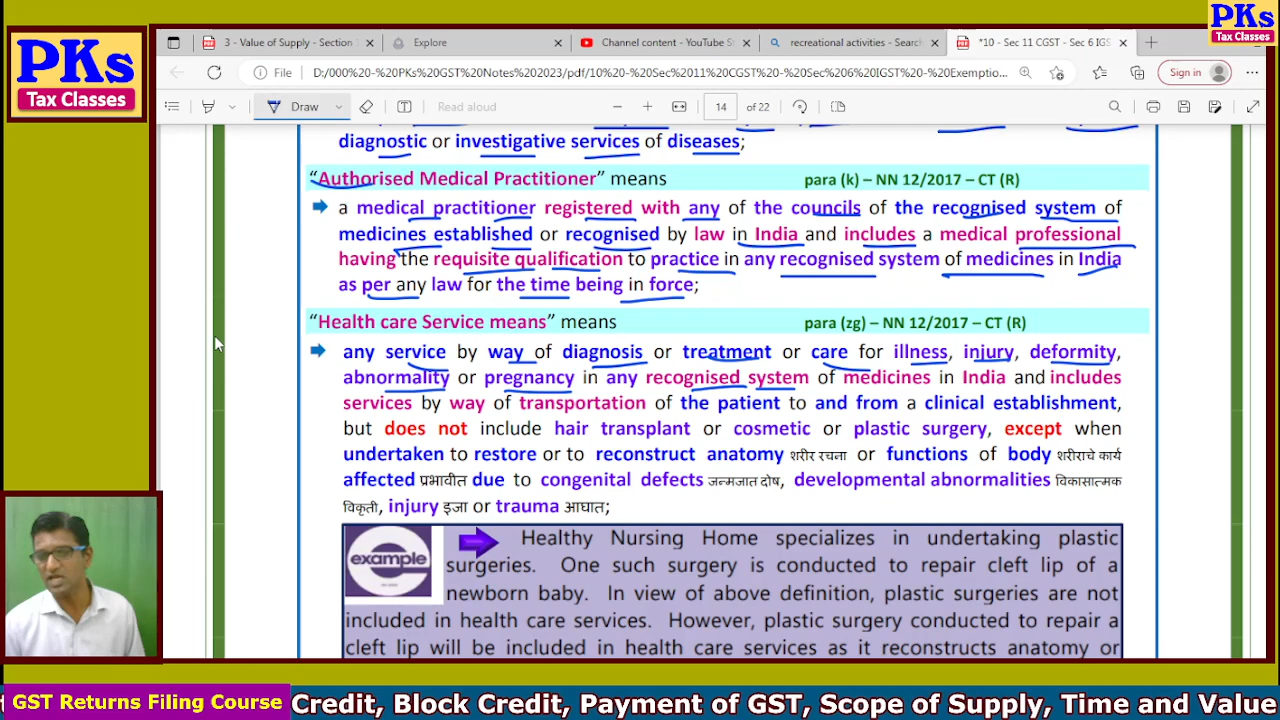 PKs
Tax Classes
PKs
Tax Classes
3 - Value of Supply - Section
Explore
Channel content - YouTube S
recreational activities - Search
*10 - Sec 11 CGST - Sec 6 IGS
File
D:/000%20-%20PKs%20GST%20Notes%202023/pdf/10%20-%20Sec%2011%20CGST%20-%20Sec%206%20IGST%20-%20Exemptio...
Sign in
Draw
Read aloud
14
of 22
diagnostic or investigative services of diseases;
“Authorised Medical Practitioner” means para (k) – NN 12/2017 – CT (R)
a medical practitioner registered with any of the councils of the recognised system of
medicines established or recognised by law in India and includes a medical professional
having the requisite qualification to practice in any recognised system of medicines in India
as per any law for the time being in force;
“Health care Service means” means para (zg) – NN 12/2017 – CT (R)
any service by way of diagnosis or treatment or care for illness, injury, deformity,
abnormality or pregnancy in any recognised system of medicines in India and includes
services by way of transportation of the patient to and from a clinical establishment,
but does not include hair transplant or cosmetic or plastic surgery, except when
undertaken to restore or to reconstruct anatomy शरीर रचना or functions of body शरीराचे कार्य
affected प्रभावीत due to congenital defects जन्मजात दोष, developmental abnormalities विकासात्मक
विकृती, injury इजा or trauma आघात;
example
Healthy Nursing Home specializes in undertaking plastic
surgeries. One such surgery is conducted to repair cleft lip of a
newborn baby. In view of above definition, plastic surgeries are not
included in health care services. However, plastic surgery conducted to repair a
cleft lip will be included in health care services as it reconstructs anatomy or
GST Returns Filing Course
Credit, Block Credit, Payment of GST, Scope of Supply, Time and Value